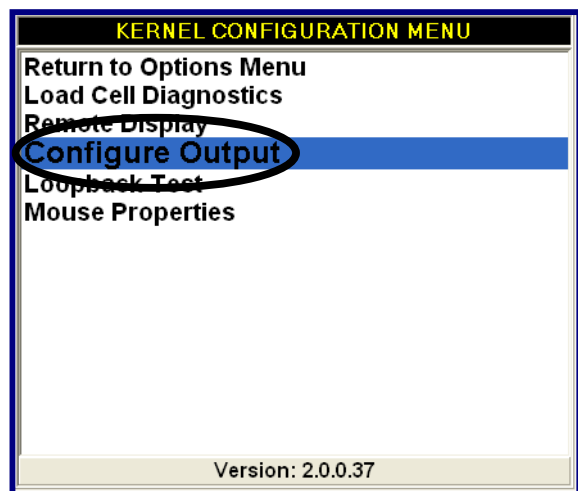 KERNEL CONFIGURATION MENU
Return to Options Menu
Load Cell Diagnostics
Remote Display
Configure Output
Loopback Test
Mouse Properties
Version: 2.0.0.37